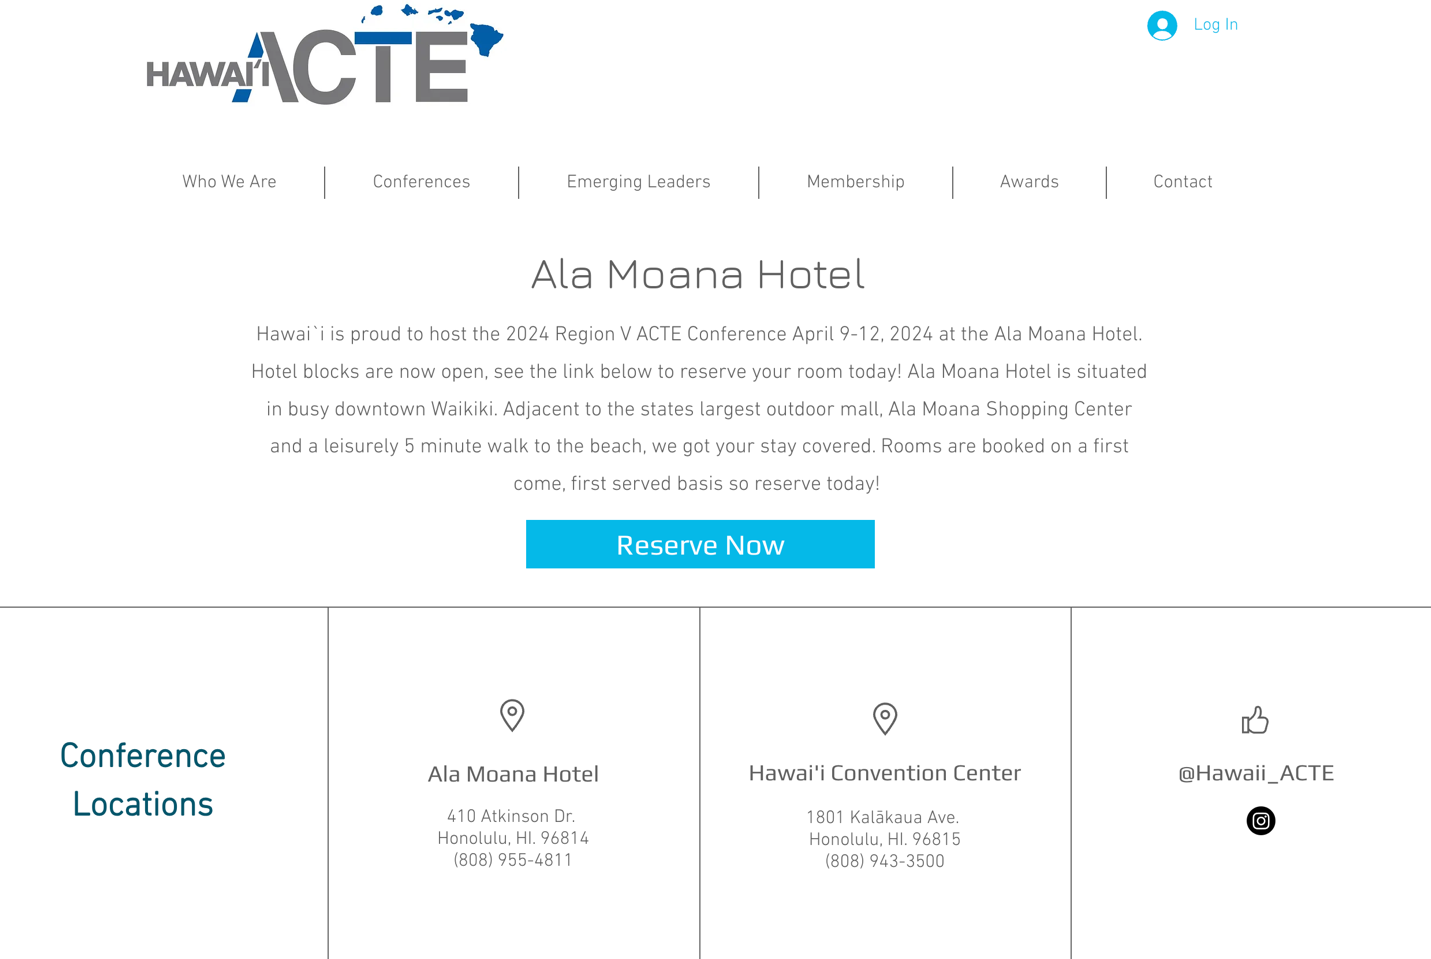 HAWAI'I ACTE
Log In
Who We Are
Conferences
Emerging Leaders
Membership
Awards
Contact
Ala Moana Hotel
Hawai`i is proud to host the 2024 Region V ACTE Conference April 9-12, 2024 at the Ala Moana Hotel.
Hotel blocks are now open, see the link below to reserve your room today! Ala Moana Hotel is situated
in busy downtown Waikiki. Adjacent to the states largest outdoor mall, Ala Moana Shopping Center
and a leisurely 5 minute walk to the beach, we got your stay covered. Rooms are booked on a first
come, first served basis so reserve today!
Reserve Now
Conference
Locations
Ala Moana Hotel
410 Atkinson Dr.
Honolulu, HI. 96814
(808) 955-4811
Hawai'i Convention Center
1801 Kalākaua Ave.
Honolulu, HI. 96815
(808) 943-3500
@Hawaii_ACTE